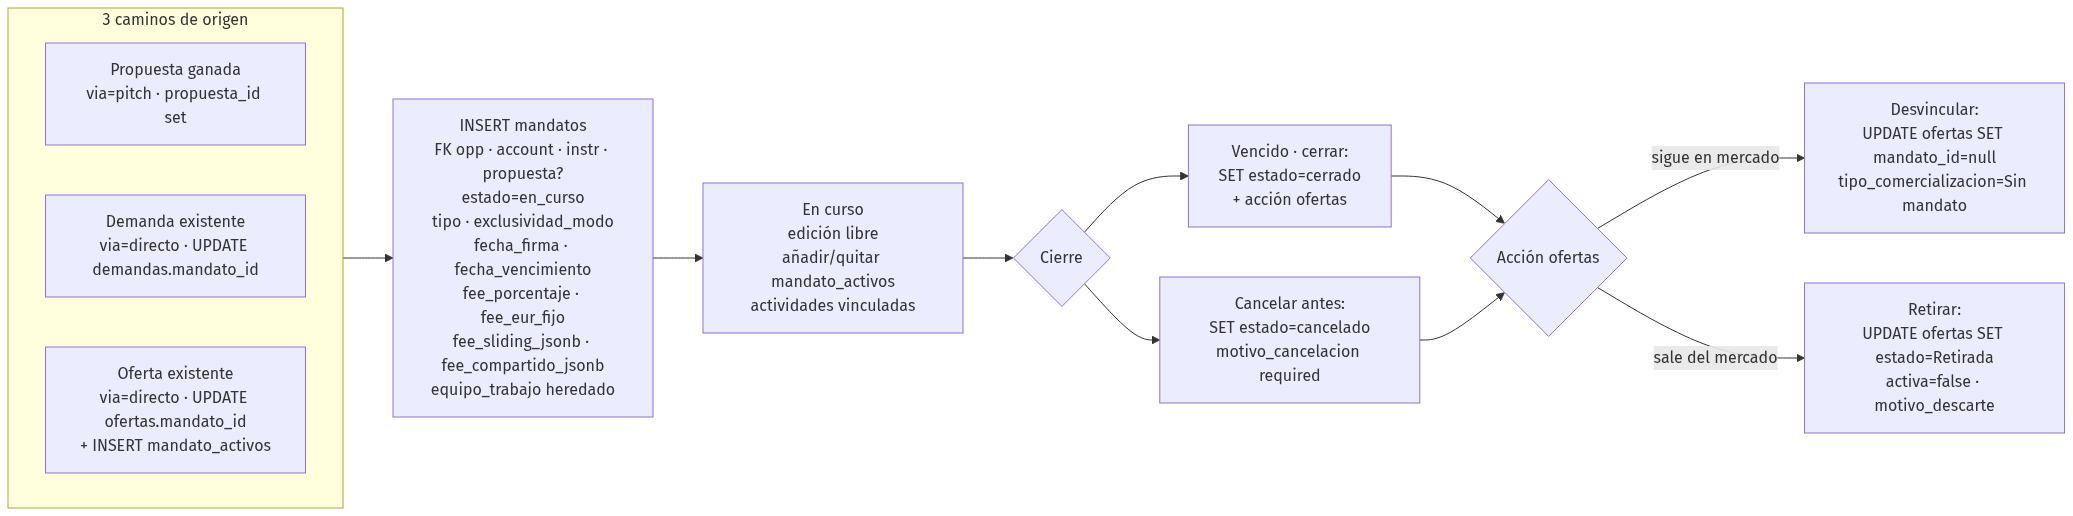 3 caminos de origen
Propuesta ganada
via=pitch · propuesta_id
set
Demanda existente
via=directo · UPDATE
demandas.mandato_id
Oferta existente
via=directo · UPDATE
ofertas.mandato_id
+ INSERT mandato_activos
INSERT mandatos
FK opp · account · instr ·
propuesta?
estado=en_curso
tipo · exclusividad_modo
fecha_firma ·
fecha_vencimiento
fee_porcentaje ·
fee_eur_fijo
fee_sliding_jsonb ·
fee_compartido_jsonb
equipo_trabajo heredado
En curso
edición libre
añadir/quitar
mandato_activos
actividades vinculadas
Cierre
Vencido · cerrar:
SET estado=cerrado
+ acción ofertas
Cancelar antes:
SET estado=cancelado
motivo_cancelacion
required
Acción ofertas
sigue en mercado
sale del mercado
Desvincular:
UPDATE ofertas SET
mandato_id=null
tipo_comercializacion=Sin
mandato
Retirar:
UPDATE ofertas SET
estado=Retirada
activa=false ·
motivo_descarte